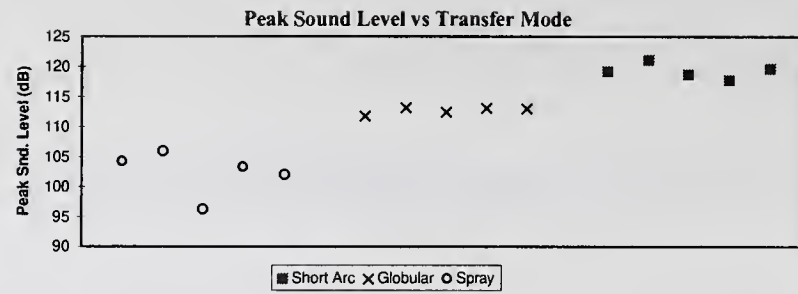 Peak Sound Level vs Transfer Mode
Peak Snd. Level (dB)
125
120
115
110
105
100
95
90
Short Arc Globular Spray